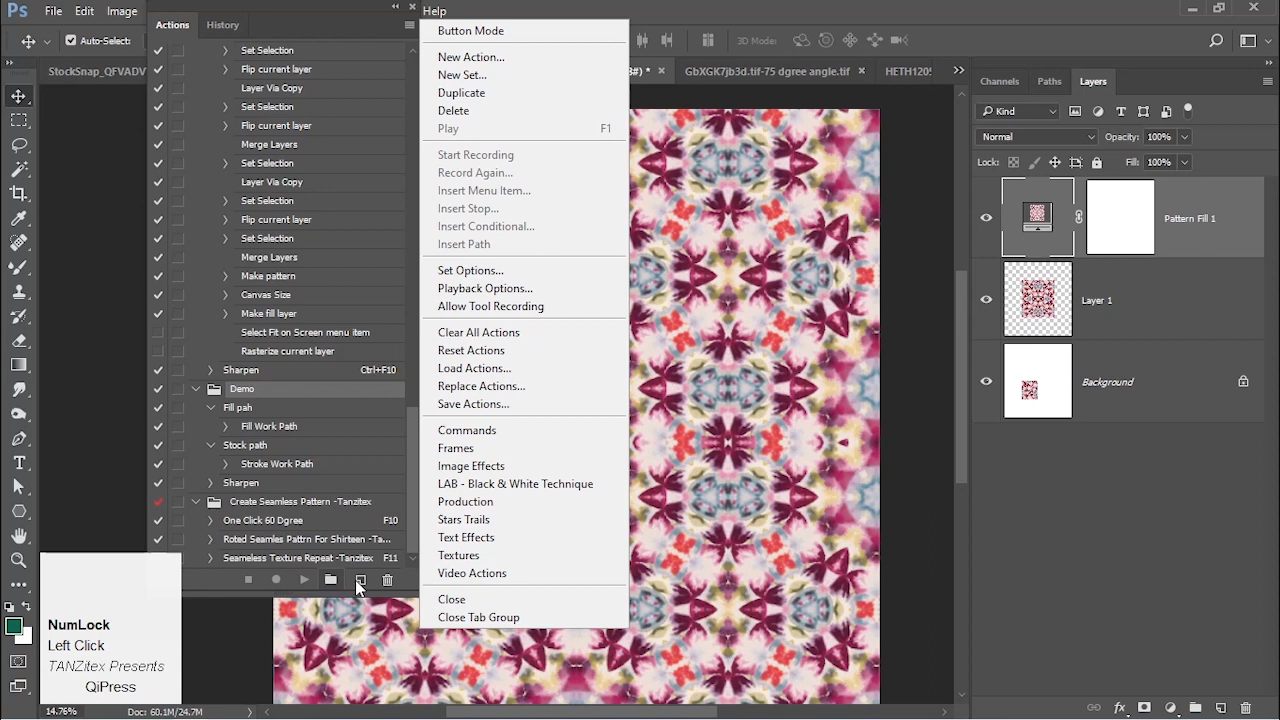 Ps File Edit Image Help
Auto-Select: 3D Mode:
Actions History
StockSnap_QFVADV #) * × GbXGK7jb3d.tif-75 dgree angle.tif × HETH120
Set Selection
Flip current layer
Layer Via Copy
Set Selection
Flip current layer
Merge Layers
Set Selection
Layer Via Copy
Set Selection
Flip current layer
Set Selection
Merge Layers
Make pattern
Canvas Size
Make fill layer
Select Fit on Screen menu item
Rasterize current layer
Sharpen Ctrl+F10
Demo
Fill pah
Fill Work Path
Stock path
Stroke Work Path
Sharpen
Create Seamless Pattern -Tanzitex
One Click 60 Dgree F10
Roted Seamles Pattrn For Shirteen -Ta...
Seameless Texture Repeat -Tanzitex F11
Button Mode
New Action...
New Set...
Duplicate
Delete
Play F1
Start Recording
Record Again...
Insert Menu Item...
Insert Stop...
Insert Conditional...
Insert Path
Set Options...
Playback Options...
Allow Tool Recording
Clear All Actions
Reset Actions
Load Actions...
Replace Actions...
Save Actions...
Commands
Frames
Image Effects
LAB - Black & White Technique
Production
Stars Trails
Text Effects
Textures
Video Actions
Close
Close Tab Group
Channels Paths Layers
Kind
Normal Opacity: 100%
Lock: Fill: 100%
Pattern Fill 1
Layer 1
Background
NumLock
Left Click
TANZitex Presents
QiPress
14.76% Doc: 60.1M/24.7M